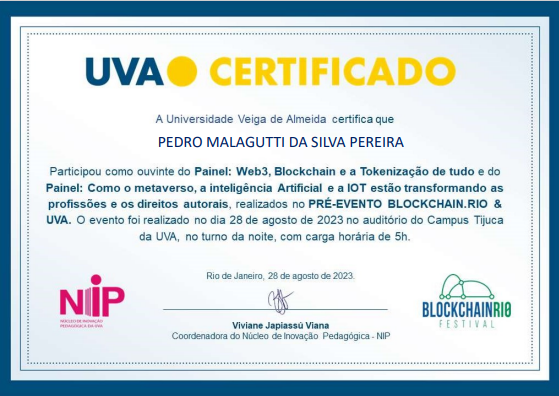 UVA CERTIFICADO
A Universidade Veiga de Almeida certifica que
PEDRO MALAGUTTI DA SILVA PEREIRA
Participou como ouvinte do Painel: Web3, Blockchain e a Tokenização de tudo e do
Painel: Como o metaverso, a inteligência Artificial e a IOT estão transformando as
profissões e os direitos autorais, realizados no PRÉ-EVENTO BLOCKCHAIN.RIO &
UVA. O evento foi realizado no dia 28 de agosto de 2023 no auditório do Campus Tijuca
da UVA, no turno da noite, com carga horária de 5h.
Rio de Janeiro, 28 de agosto de 2023.
NIP
NÚCLEO DE INOVAÇÃO
PEDAGÓGICA DA UVA
Viviane Japiassú Viana
Coordenadora do Núcleo de Inovação Pedagógica - NIP
BLOCKCHAINRIO
FESTIVAL